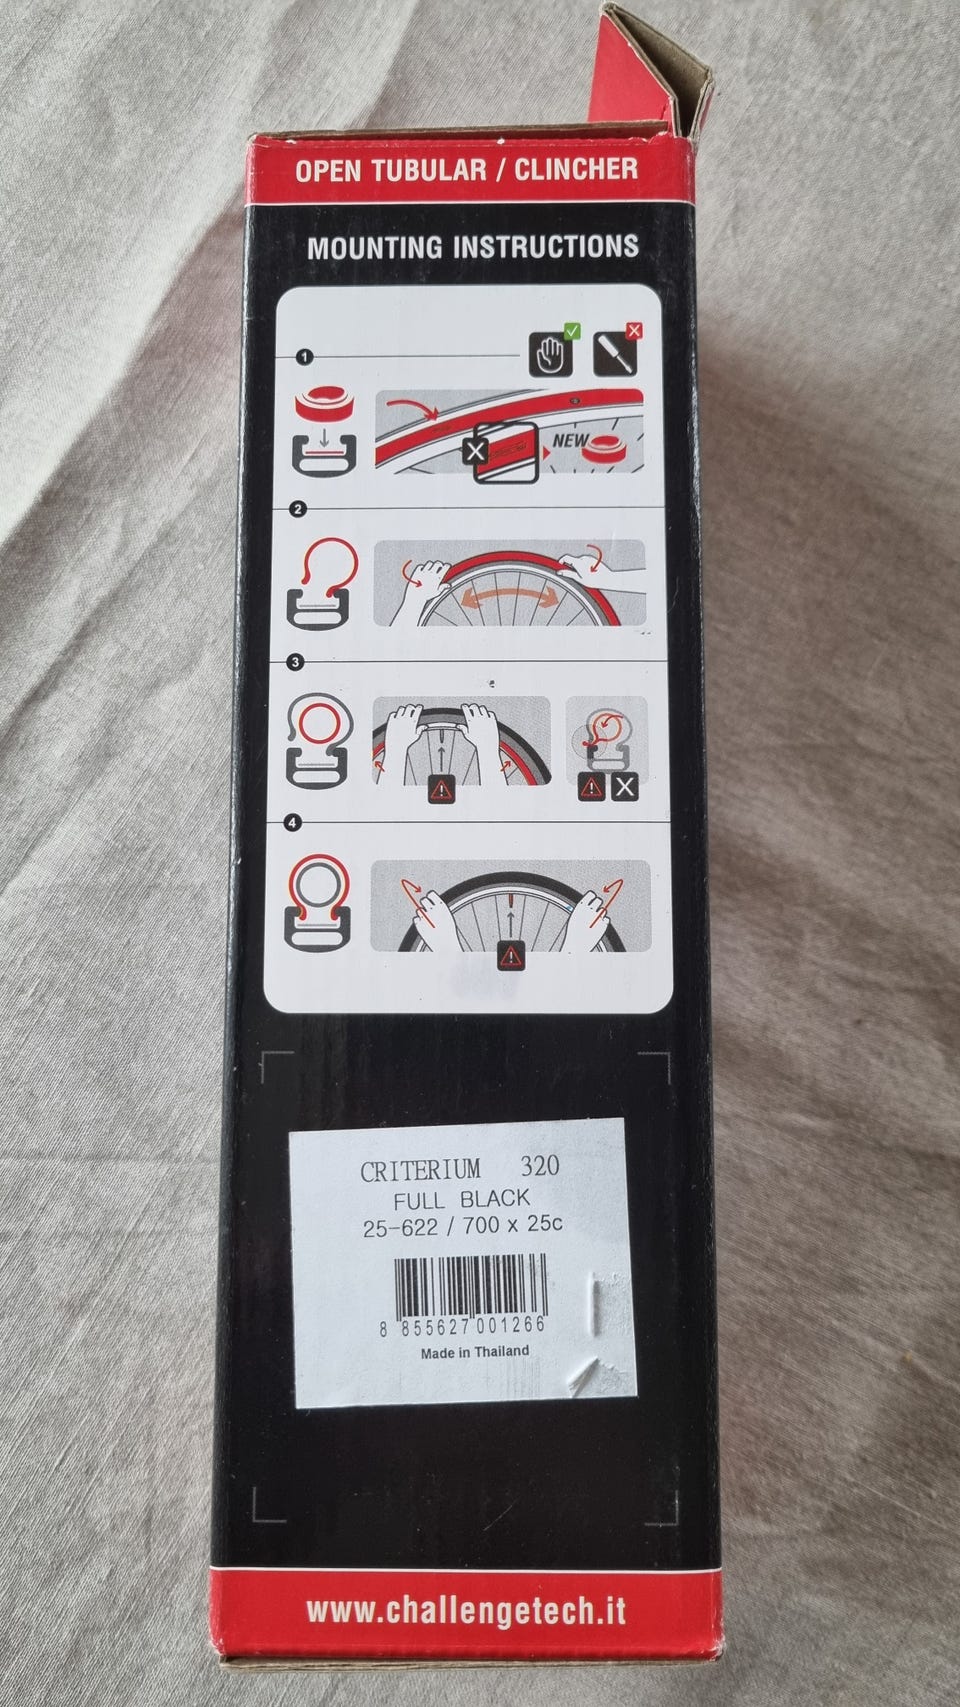 OPEN TUBULAR / CLINCHER
MOUNTING INSTRUCTIONS
1
NEW
2
3
4
CRITERIUM 320
FULL BLACK
25-622 / 700 x 25c
8 855627 001266
Made in Thailand
www.challengetech.it